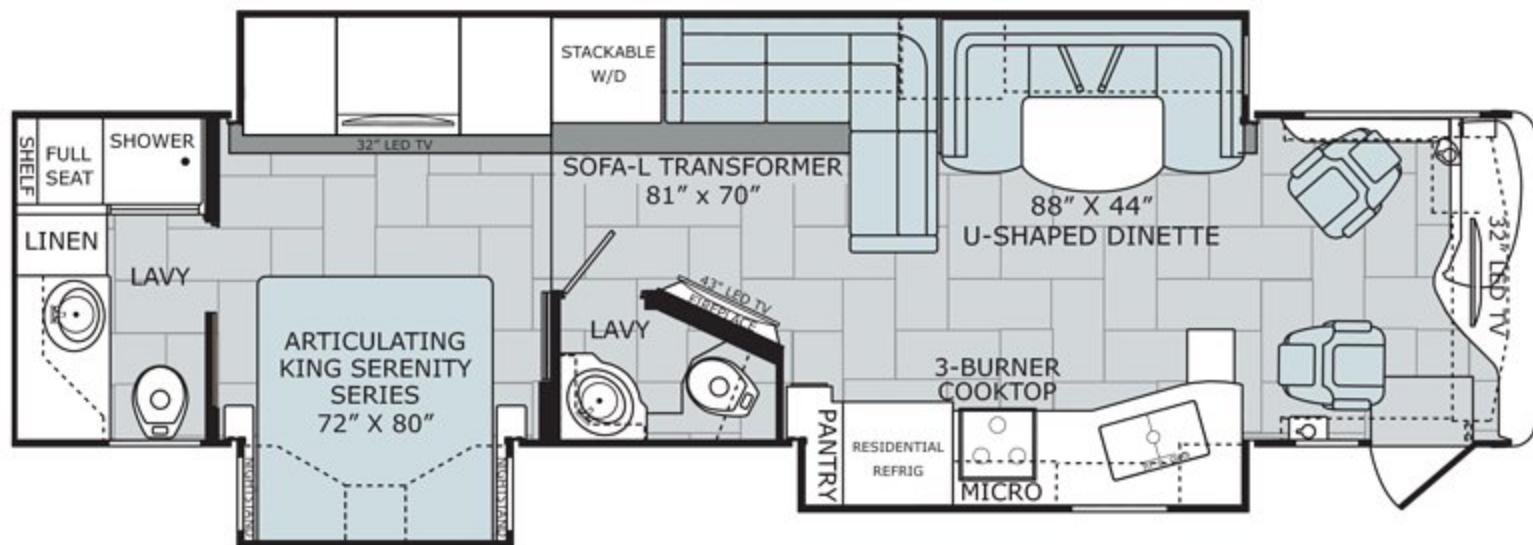 STACKABLE
W/D
32" LED TV
SHELF
FULL
SEAT
SHOWER
LINEN
LAVY
SOFA-L TRANSFORMER
81" x 70"
88" X 44"
U-SHAPED DINETTE
32" LED TV
ARTICULATING
KING SERENITY
SERIES
72" X 80"
NIGHTSTAND
NIGHTSTAND
LAVY
43" LED TV
FIREPLACE
3-BURNER
COOKTOP
PANTRY
RESIDENTIAL
REFRIG
MICRO